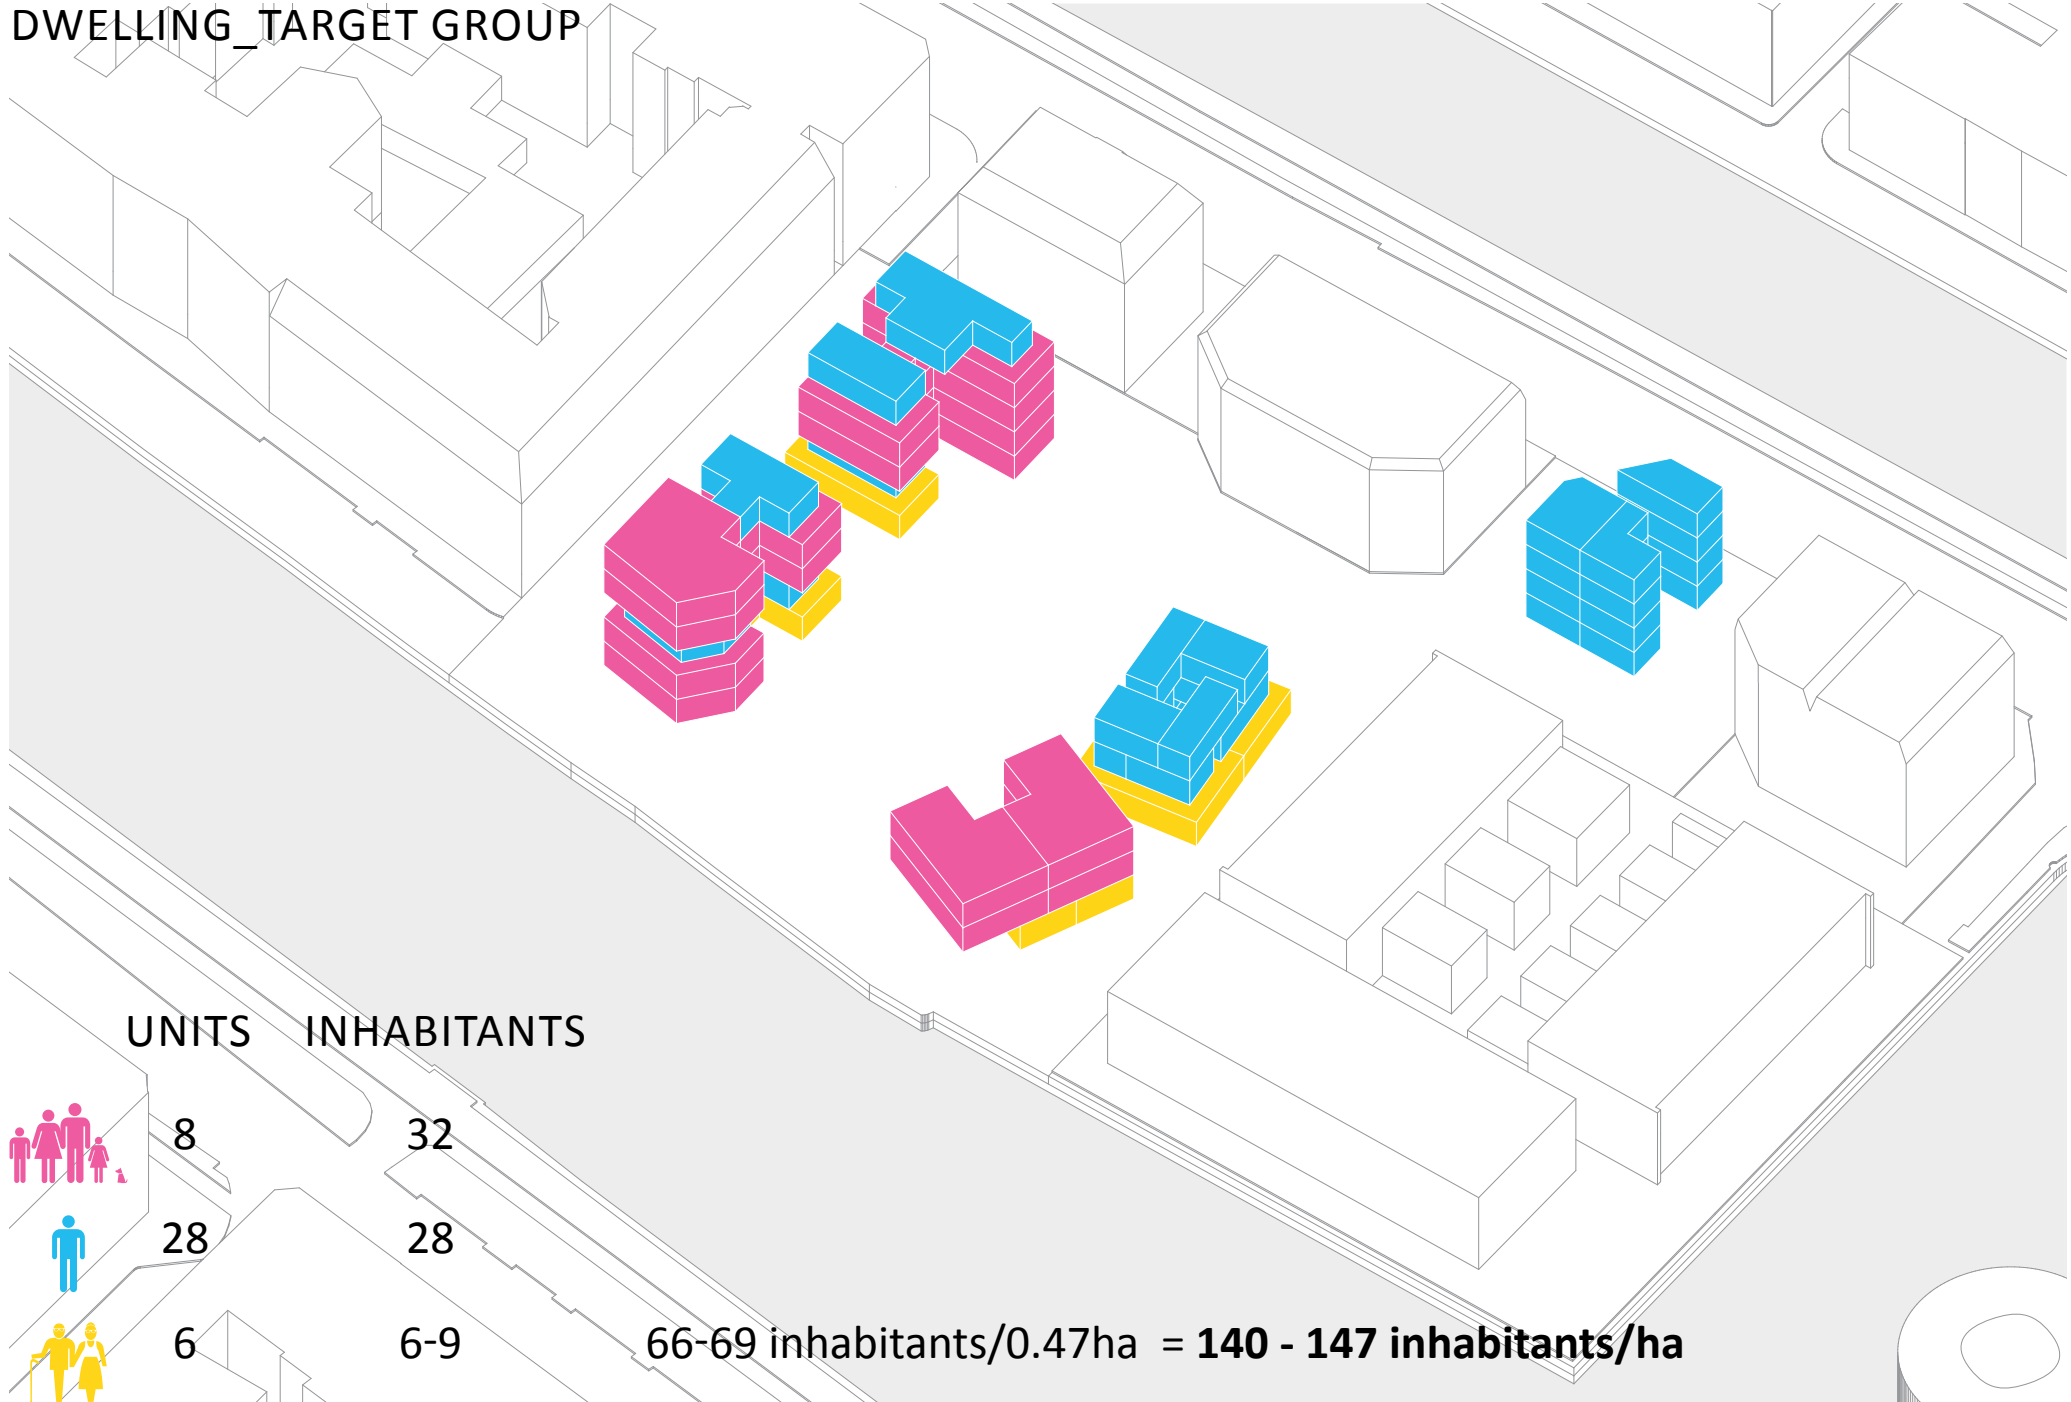 DWELLING_TARGET GROUP
UNITS INHABITANTS
8 32
28 28
6 6-9 66-69 inhabitants/0.47ha = 140 - 147 inhabitants/ha